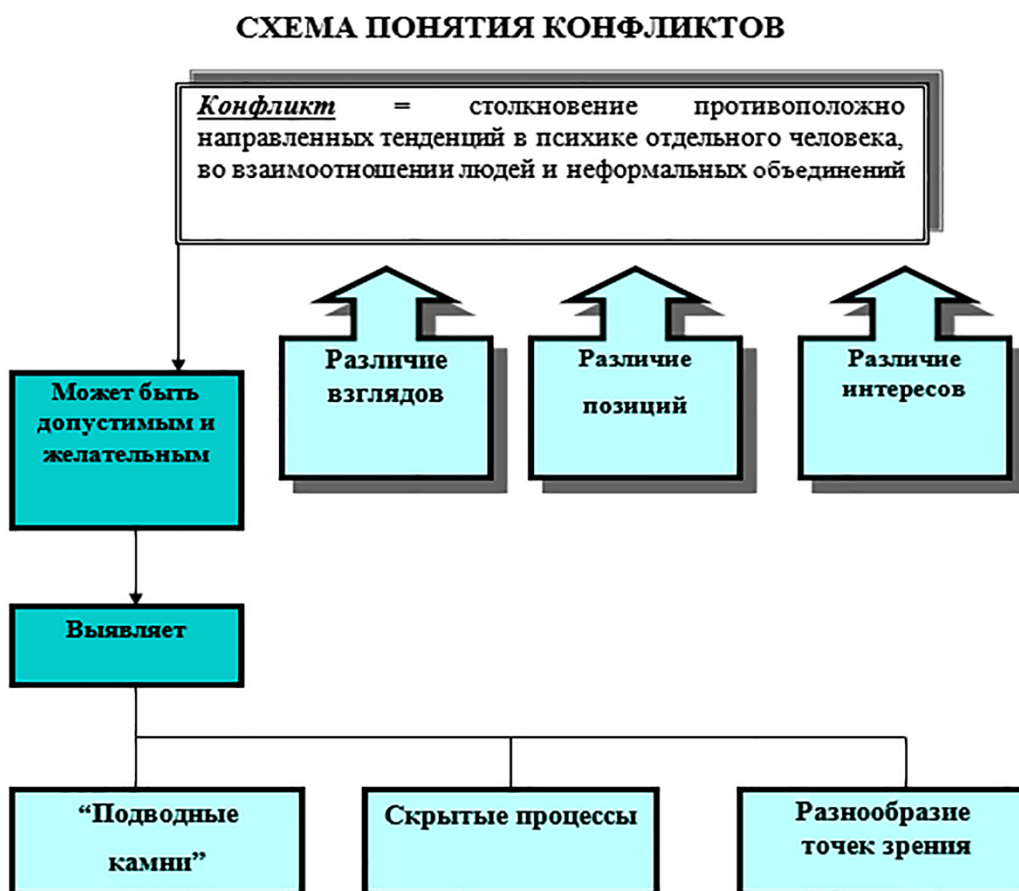 СХЕМА ПОНЯТИЯ КОНФЛИКТОВ
Конфликт = столкновение противоположно
направленных тенденций в психике отдельного человека,
во взаимоотношении людей и неформальных объединений
Различие
взглядов
Различие
позиций
Различие
интересов
Может быть
допустимым и
желательным
Выявляет
“Подводные
камни”
Скрытые процессы
Разнообразие
точек зрения